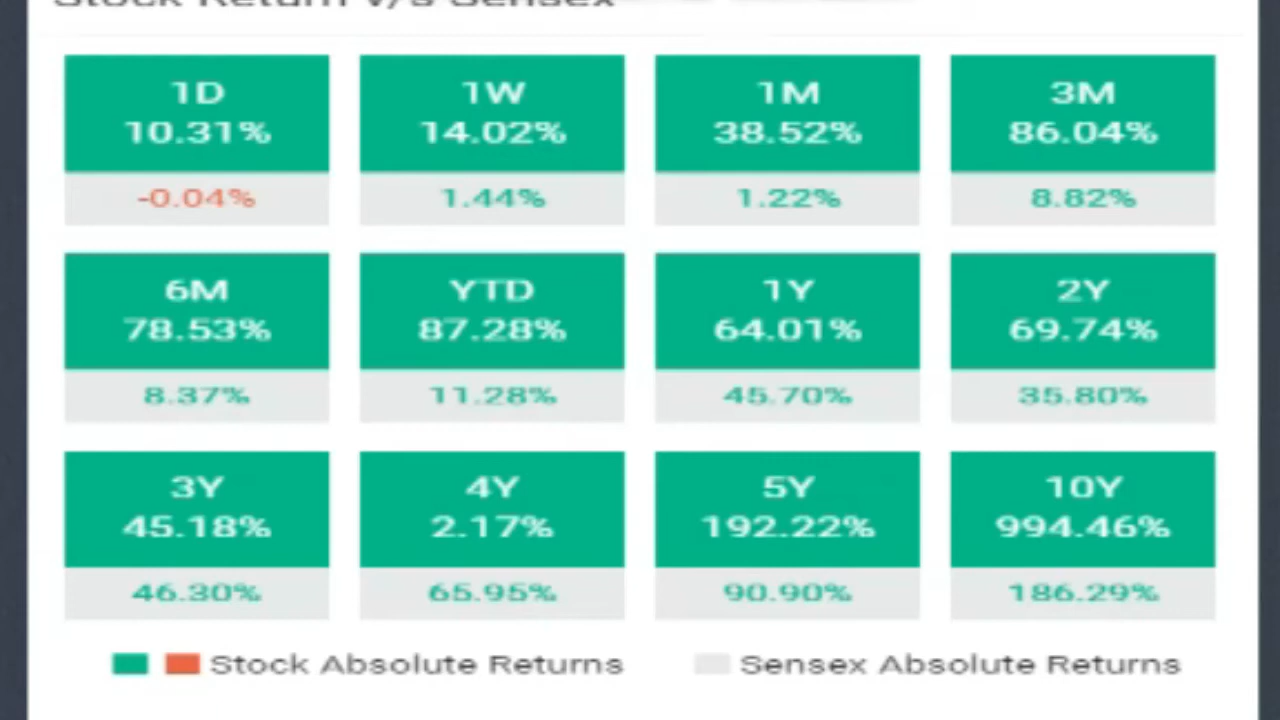 Stock Return v/s Sensex
1D 1W 1M 3M
10.31% 14.02% 38.52% 86.04%
-0.04% 1.44% 1.22% 8.82%
6M YTD 1Y 2Y
78.53% 87.28% 64.01% 69.74%
8.37% 11.28% 45.70% 35.80%
3Y 4Y 5Y 10Y
45.18% 2.17% 192.22% 994.46%
46.30% 65.95% 90.90% 186.29%
Stock Absolute Returns Sensex Absolute Returns